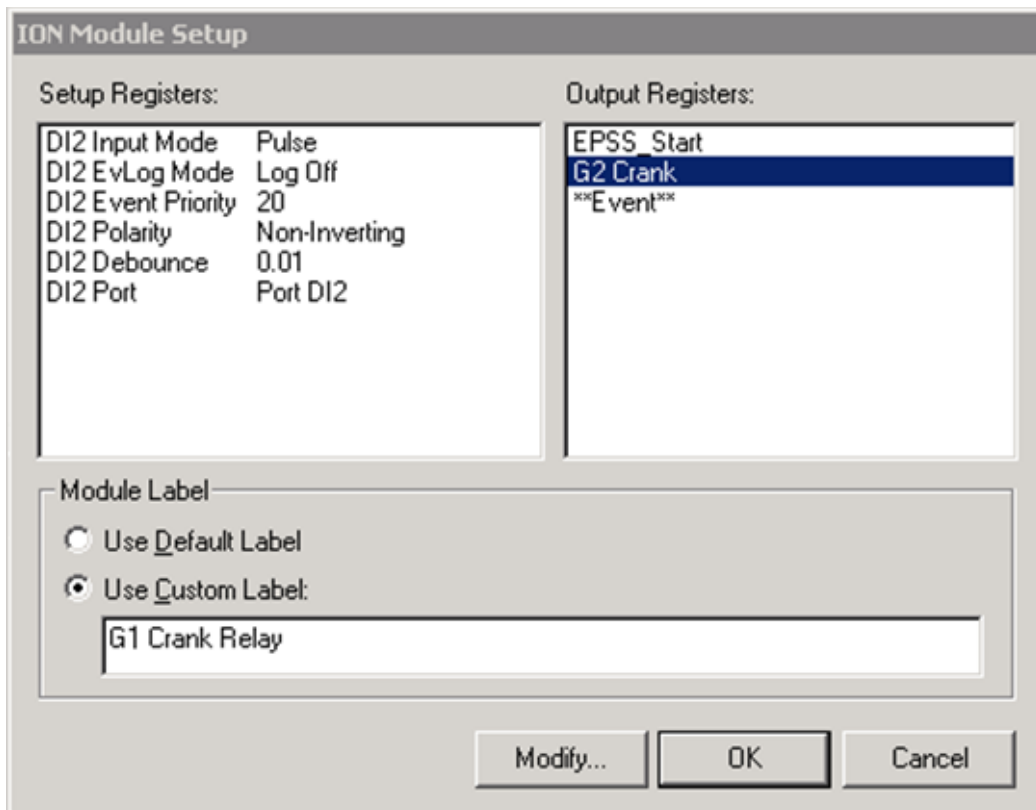 ION Module Setup
Setup Registers:
DI2 Input Mode Pulse
DI2 EvLog Mode Log Off
DI2 Event Priority 20
DI2 Polarity Non-Inverting
DI2 Debounce 0.01
DI2 Port Port DI2
Output Registers:
EPSS_Start
G2 Crank
**Event**
Module Label
Use Default Label
Use Custom Label:
G1 Crank Relay
Modify...
OK
Cancel